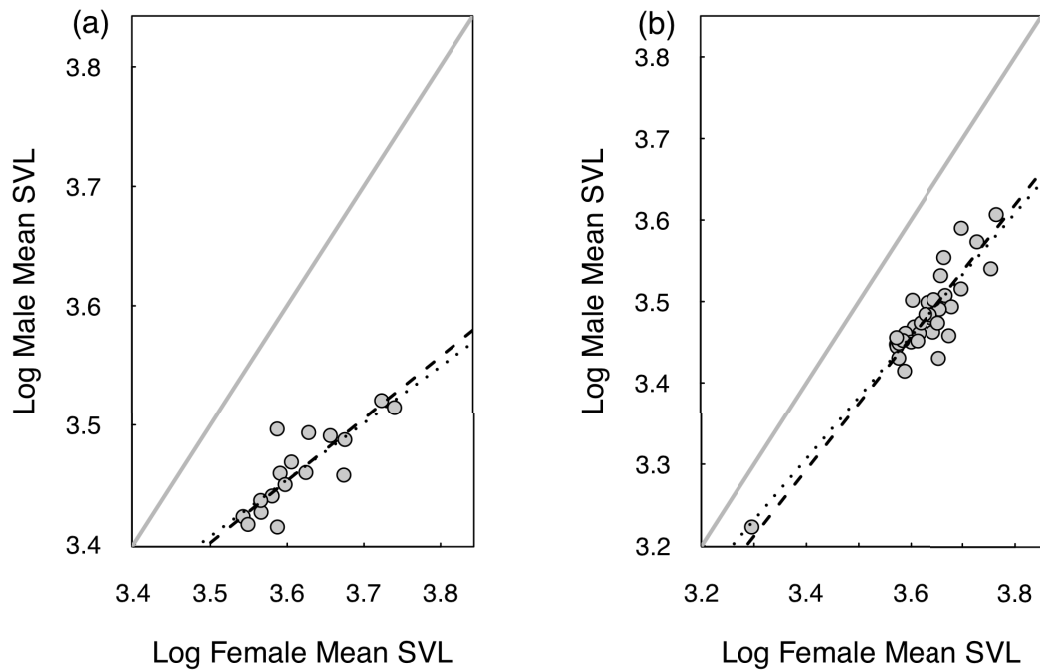 (a)
Log Male Mean SVL
3.8
3.7
3.6
3.5
3.4
3.4 3.5 3.6 3.7 3.8
Log Female Mean SVL
(b)
Log Male Mean SVL
3.8
3.7
3.6
3.5
3.4
3.3
3.2
3.2 3.4 3.6 3.8
Log Female Mean SVL